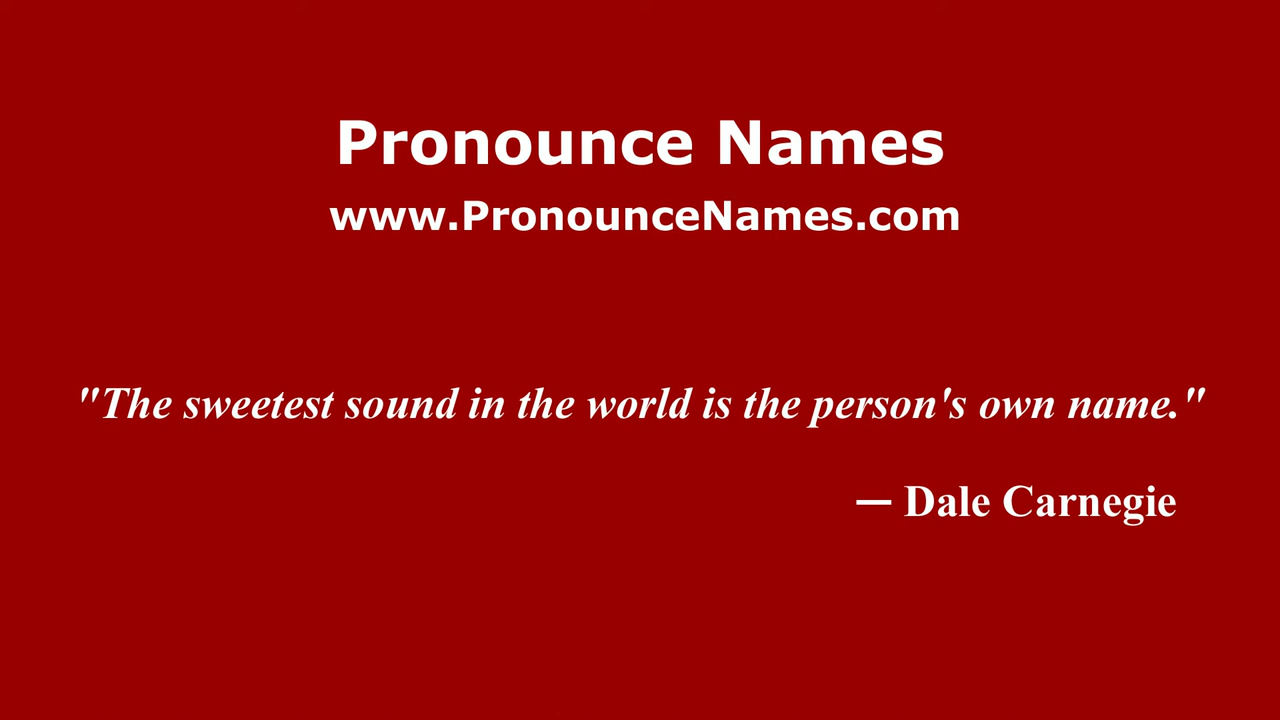 Pronounce Names
www.PronounceNames.com
"The sweetest sound in the world is the person's own name."
— Dale Carnegie